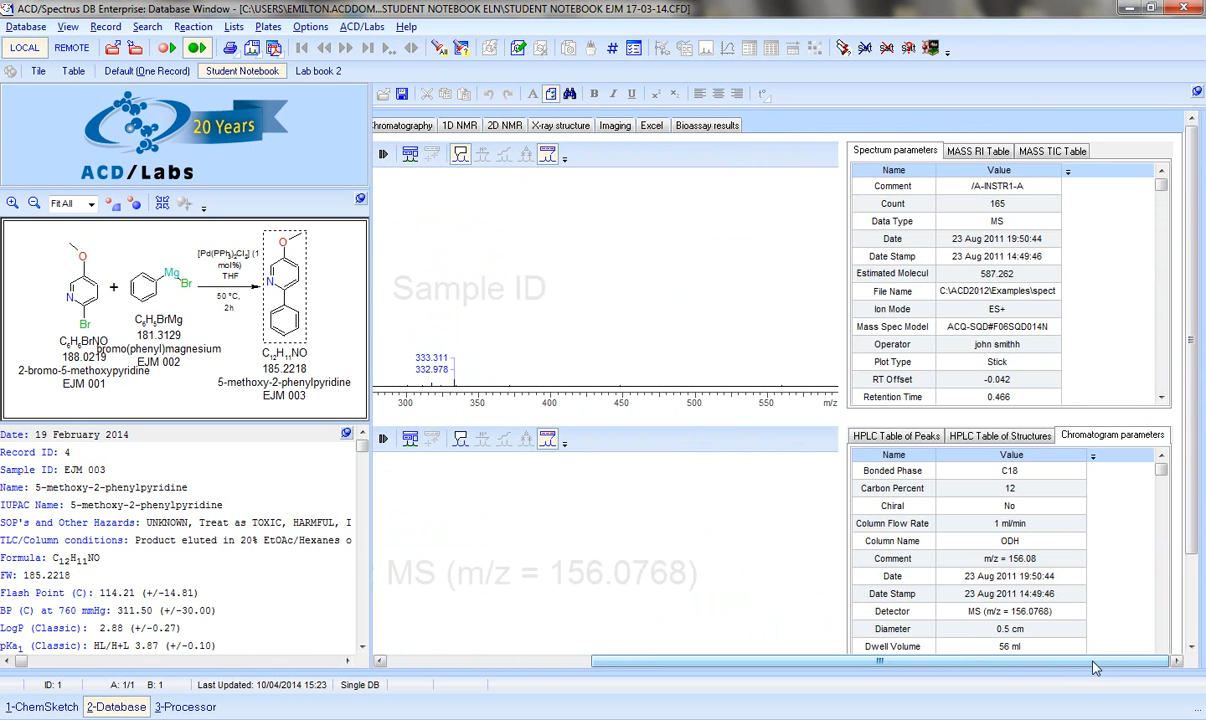 ACD/Spectrus DB Enterprise: Database Window - [C:\USERS\EMILTON.ACDDOM...STUDENT NOTEBOOK ELN\STUDENT NOTEBOOK EJM 17-03-14.CFD]
Database View Record Search Reaction Lists Plates Options ACD/Labs Help
LOCAL REMOTE
Tile Table Default (One Record) Student Notebook Lab book 2
20 Years
ACD/LABS
Fit All
Chromatography 1D NMR 2D NMR X-ray structure Imaging Excel Bioassay results
A B I U
Spectrum parameters MASS RI Table MASS TIC Table
Name Value
Comment /A-INSTR1-A
Count 165
Data Type MS
Date 23 Aug 2011 19:50:44
Date Stamp 23 Aug 2011 14:49:46
Estimated Molecul 587.262
File Name C:\ACD2012\Examples\spect
Ion Mode ES+
Mass Spec Model ACQ-SQD#F06SQD014N
Operator john smithh
Plot Type Stick
RT Offset -0.042
Retention Time 0.466
O
N
Br
C6H6BrNO
188.0219
2-bromo-5-methoxypyridine
EJM 001
+
Mg
Br
C6H5BrMg
181.3129
bromo(phenyl)magnesium
EJM 002
[Pd(PPh3)2Cl2] (1
mol%)
THF
50 °C,
2h
O
N
C12H11NO
185.2218
5-methoxy-2-phenylpyridine
EJM 003
Sample ID
333.311
332.978
300 350 400 450 500 550 m/z
Date: 19 February 2014
Record ID: 4
Sample ID: EJM 003
Name: 5-methoxy-2-phenylpyridine
IUPAC Name: 5-methoxy-2-phenylpyridine
SOP's and Other Hazards: UNKNOWN, Treat as TOXIC, HARMFUL, I
TLC/Column conditions: Product eluted in 20% EtOAc/Hexanes o
Formula: C12H11NO
FW: 185.2218
Flash Point (C): 114.21 (+/-14.81)
BP (C) at 760 mmHg: 311.50 (+/-30.00)
LogP (Classic): 2.88 (+/-0.27)
pKa1 (Classic): HL/H+L 3.87 (+/-0.10)
MS (m/z = 156.0768)
HPLC Table of Peaks HPLC Table of Structures Chromatogram parameters
Name Value
Bonded Phase C18
Carbon Percent 12
Chiral No
Column Flow Rate 1 ml/min
Column Name ODH
Comment m/z = 156.08
Date 23 Aug 2011 19:50:44
Date Stamp 23 Aug 2011 14:49:46
Detector MS (m/z = 156.0768)
Diameter 0.5 cm
Dwell Volume 56 ml
ID: 1 A: 1/1 B: 1 Last Updated: 10/04/2014 15:23 Single DB
1-ChemSketch 2-Database 3-Processor